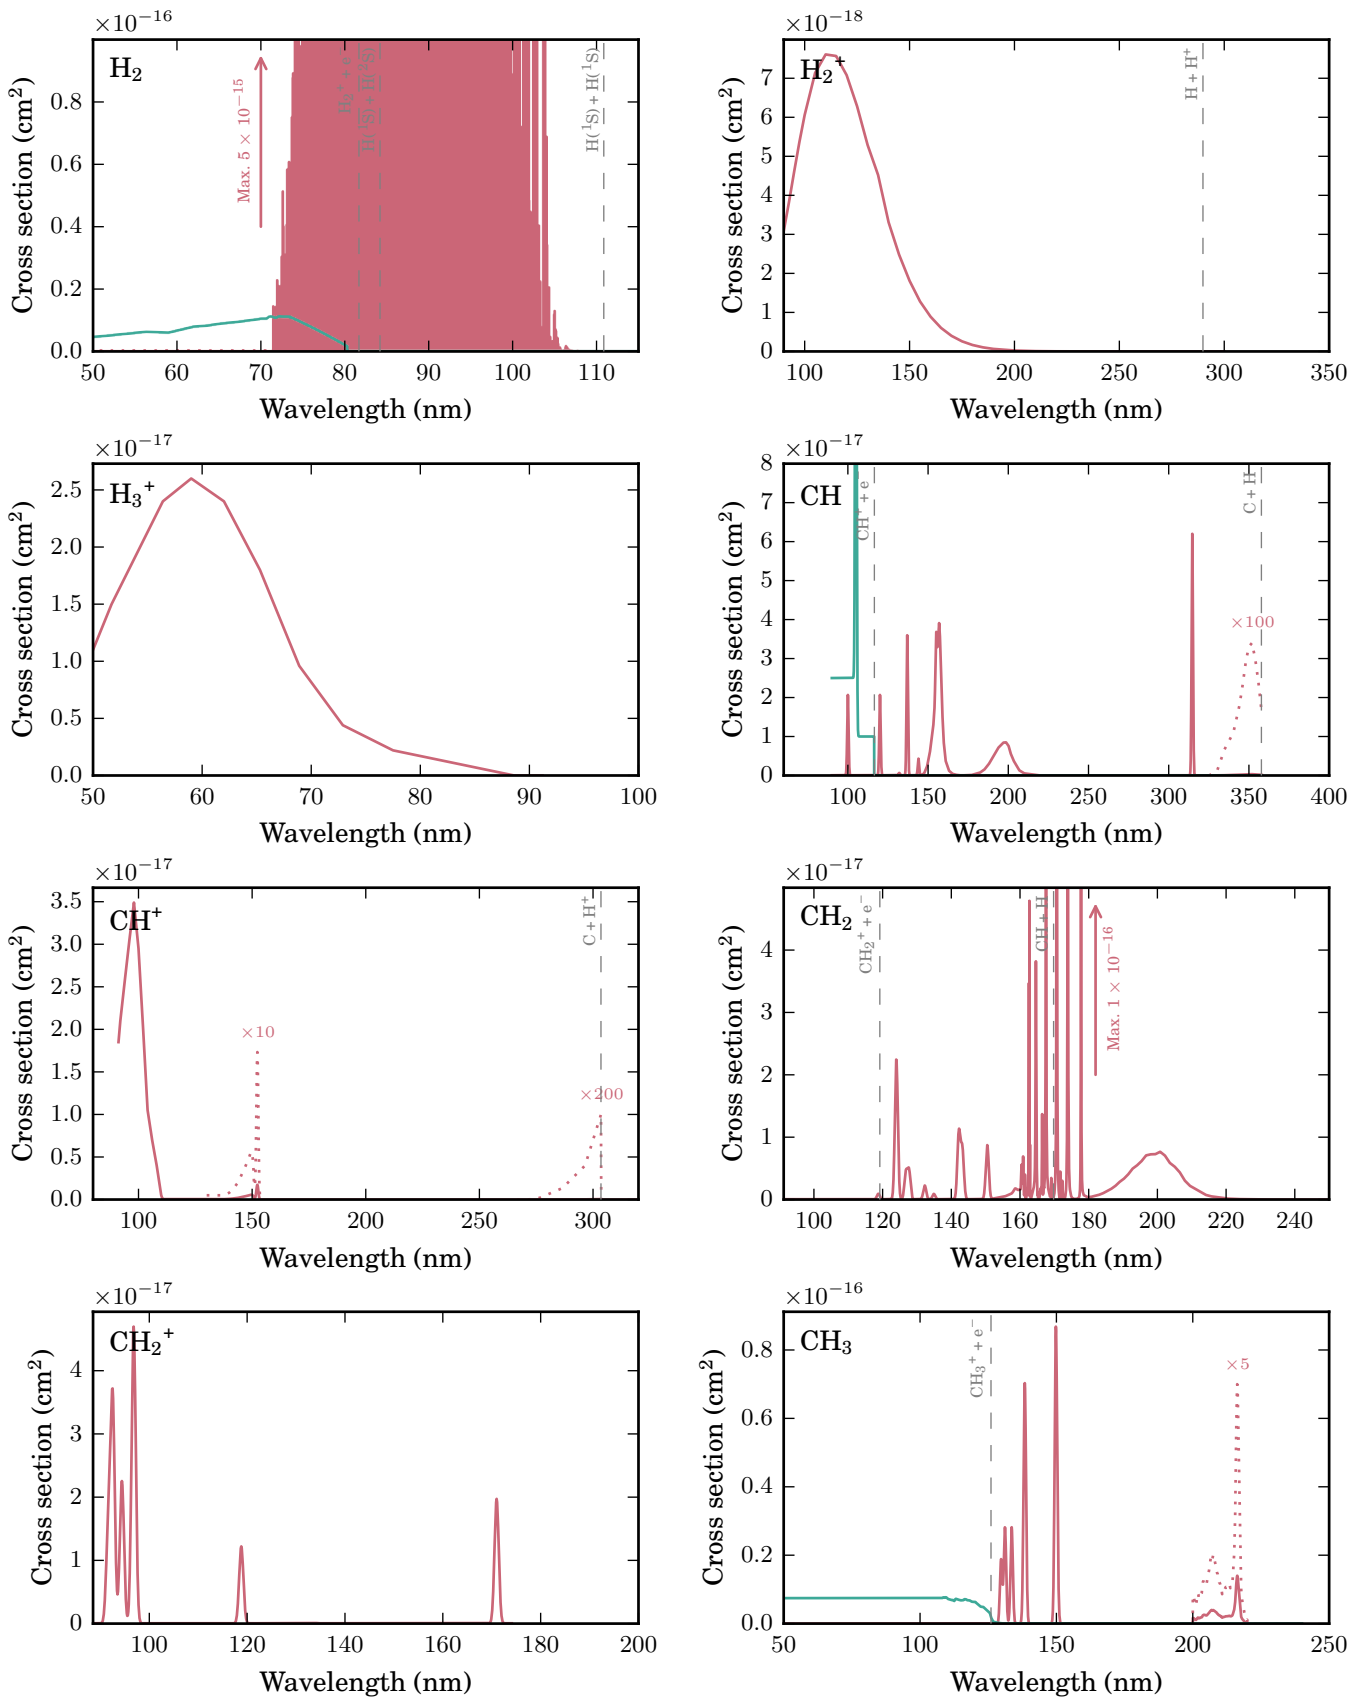 ×10⁻¹⁶
H₂
Max. 5 × 10⁻¹⁵
H₂⁺ + e⁻
H(¹S) + H(¹S)
H(¹S) + H(¹S)
Cross section (cm²)
0.0 0.2 0.4 0.6 0.8
50 60 70 80 90 100 110
Wavelength (nm)
×10⁻¹⁸
H₂⁺
H + H⁺
Cross section (cm²)
0 1 2 3 4 5 6 7
100 150 200 250 300 350
Wavelength (nm)
×10⁻¹⁷
H₃⁺
Cross section (cm²)
0.0 0.5 1.0 1.5 2.0 2.5
50 60 70 80 90 100
Wavelength (nm)
×10⁻¹⁷
CH
CH⁺ + e⁻
C + H
×100
Cross section (cm²)
0 1 2 3 4 5 6 7 8
100 150 200 250 300 350 400
Wavelength (nm)
×10⁻¹⁷
CH⁺
C + H⁺
×10
×200
Cross section (cm²)
0.0 0.5 1.0 1.5 2.0 2.5 3.0 3.5
100 150 200 250 300
Wavelength (nm)
×10⁻¹⁷
CH₂
CH₂⁺ + e⁻
CH + H
Max. 1 × 10⁻¹⁶
Cross section (cm²)
0 1 2 3 4
100 120 140 160 180 200 220 240
Wavelength (nm)
×10⁻¹⁷
CH₂⁺
Cross section (cm²)
0 1 2 3 4
100 120 140 160 180 200
Wavelength (nm)
×10⁻¹⁶
CH₃
CH₃⁺ + e⁻
×5
Cross section (cm²)
0.0 0.2 0.4 0.6 0.8
50 100 150 200 250
Wavelength (nm)